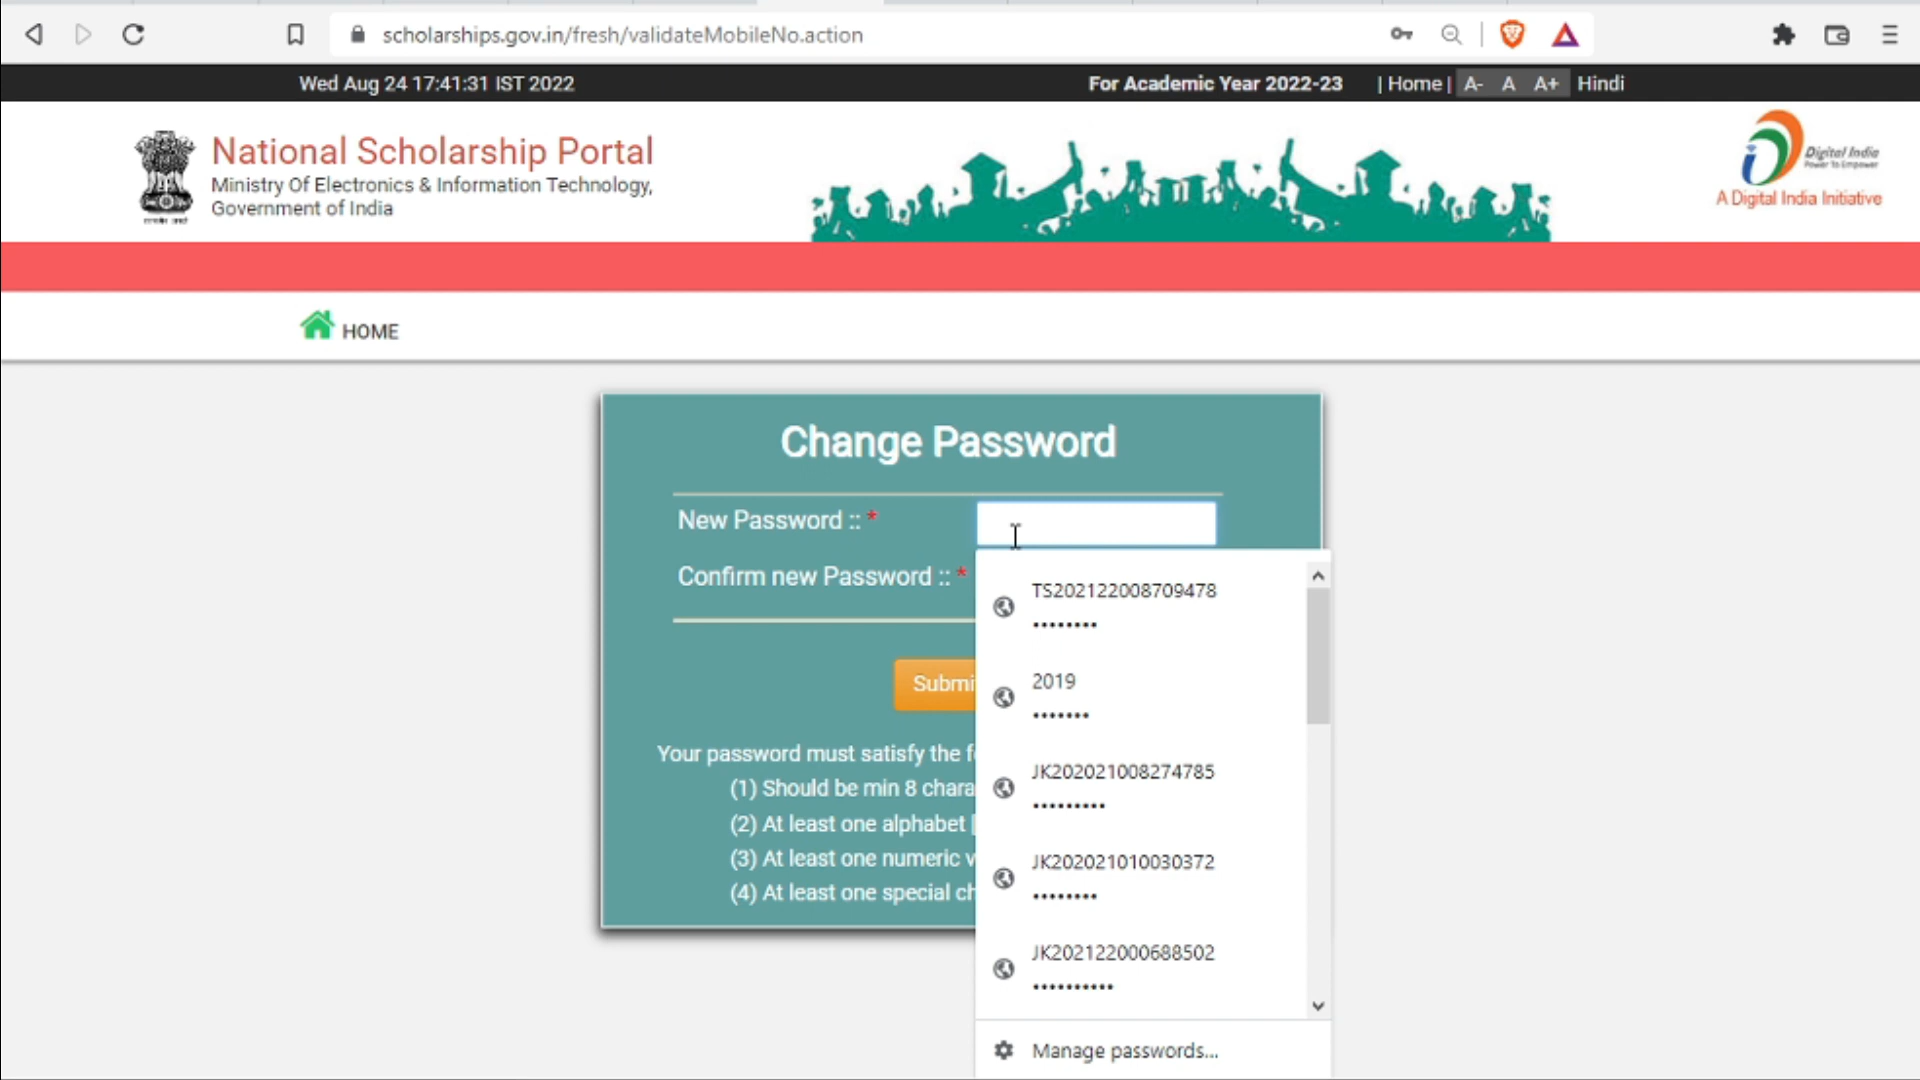 scholarships.gov.in/fresh/validateMobileNo.action
Wed Aug 24 17:41:31 IST 2022
For Academic Year 2022-23 | Home | A- A A+ Hindi
National Scholarship Portal
Ministry Of Electronics & Information Technology,
Government of India
Digital India
Power To Empower
A Digital India Initiative
HOME
Change Password
New Password :: *
Confirm new Password :: *
TS202122008709478
••••••••
2019
•••••••
JK202021008274785
•••••••••
JK202021010030372
••••••••
JK202122000688502
••••••••••
Manage passwords...
Submi
Your password must satisfy the f
(1) Should be min 8 chara
(2) At least one alphabet [
(3) At least one numeric v
(4) At least one special ch